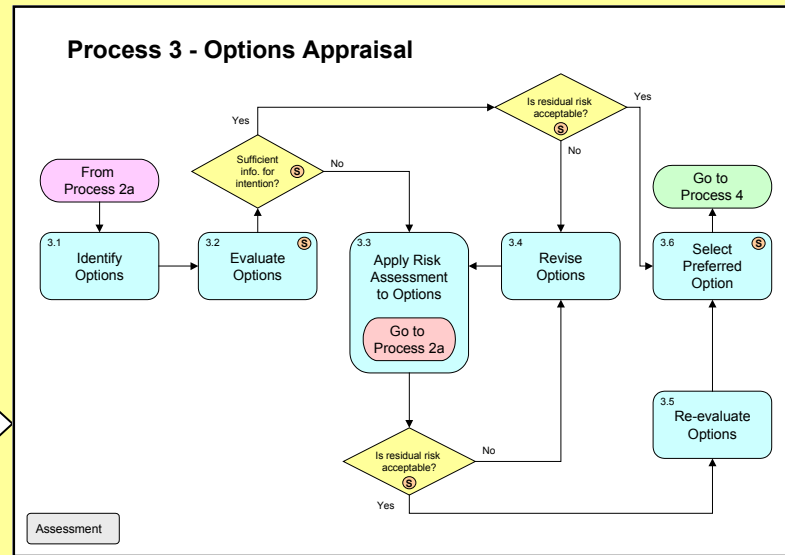 Process 3 - Options Appraisal
Is residual risk
acceptable?
S
Yes
Yes
No
Sufficient
info. for
intention?
S
No
From
Process 2a
Go to
Process 4
3.1
Identify
Options
3.2
S
Evaluate
Options
3.3
Apply Risk
Assessment
to Options
Go to
Process 2a
3.4
Revise
Options
3.6
S
Select
Preferred
Option
3.5
Re-evaluate
Options
Is residual risk
acceptable?
S
No
Yes
Assessment